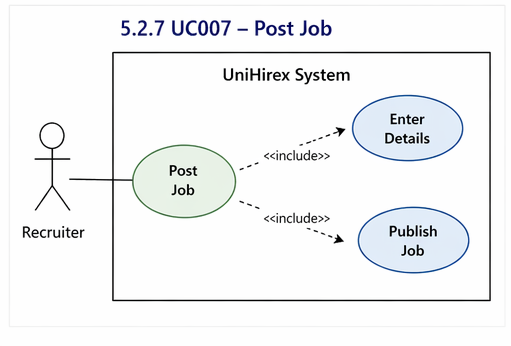 5.2.7 UC007 – Post Job
UniHirex System
Enter
Details
<<include>>
Post
Job
<<include>>
Recruiter
Publish
Job